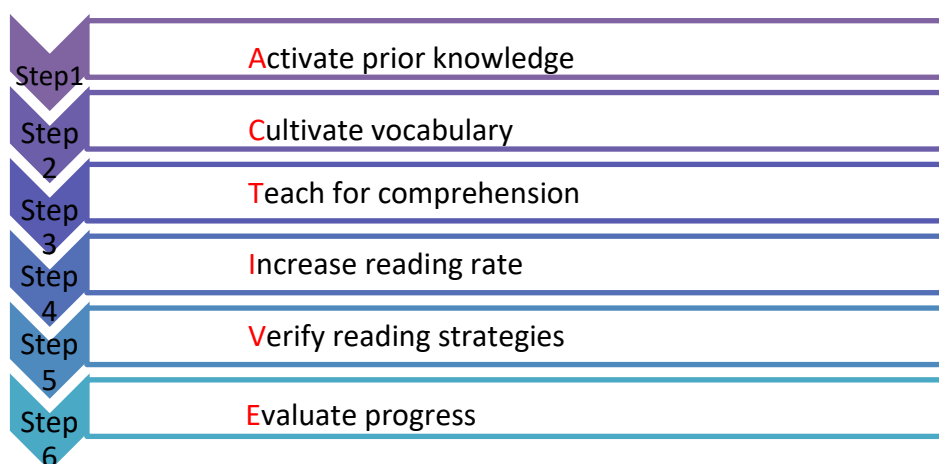 Step1
Activate prior knowledge
Step
2
Cultivate vocabulary
Step
3
Teach for comprehension
Step
4
Increase reading rate
Step
5
Verify reading strategies
Step
6
Evaluate progress